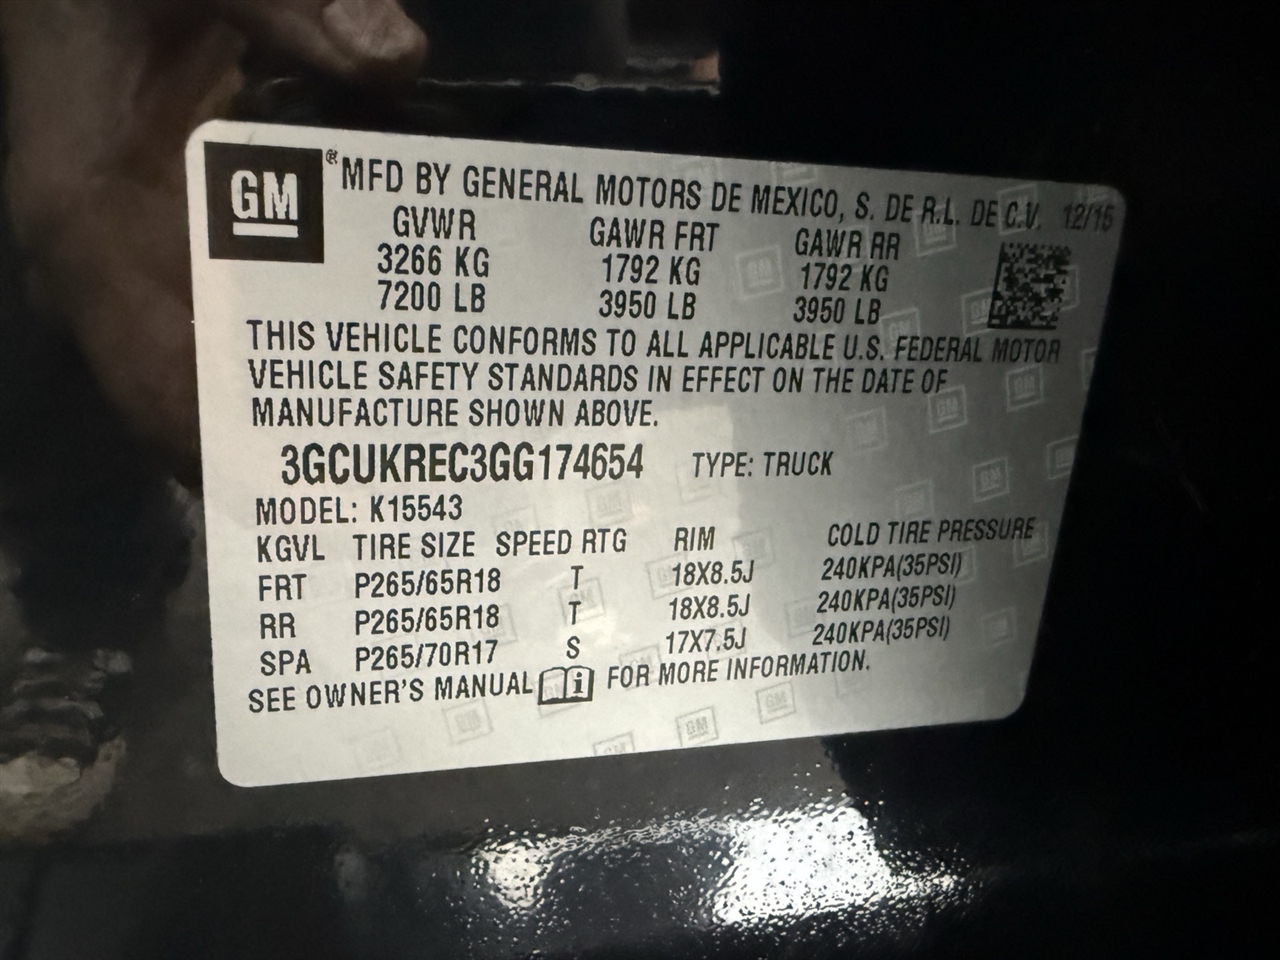 GM ® MFD BY GENERAL MOTORS DE MEXICO, S. DE R.L. DE C.V. 12/15
GVWR GAWR FRT GAWR RR
3266 KG 1792 KG 1792 KG
7200 LB 3950 LB 3950 LB
THIS VEHICLE CONFORMS TO ALL APPLICABLE U.S. FEDERAL MOTOR
VEHICLE SAFETY STANDARDS IN EFFECT ON THE DATE OF
MANUFACTURE SHOWN ABOVE.
3GCUKREC3GG174654 TYPE: TRUCK
MODEL: K15543
KGVL TIRE SIZE SPEED RTG RIM COLD TIRE PRESSURE
FRT P265/65R18 T 18X8.5J 240KPA(35PSI)
RR P265/65R18 T 18X8.5J 240KPA(35PSI)
SPA P265/70R17 S 17X7.5J 240KPA(35PSI)
SEE OWNER'S MANUAL i FOR MORE INFORMATION.